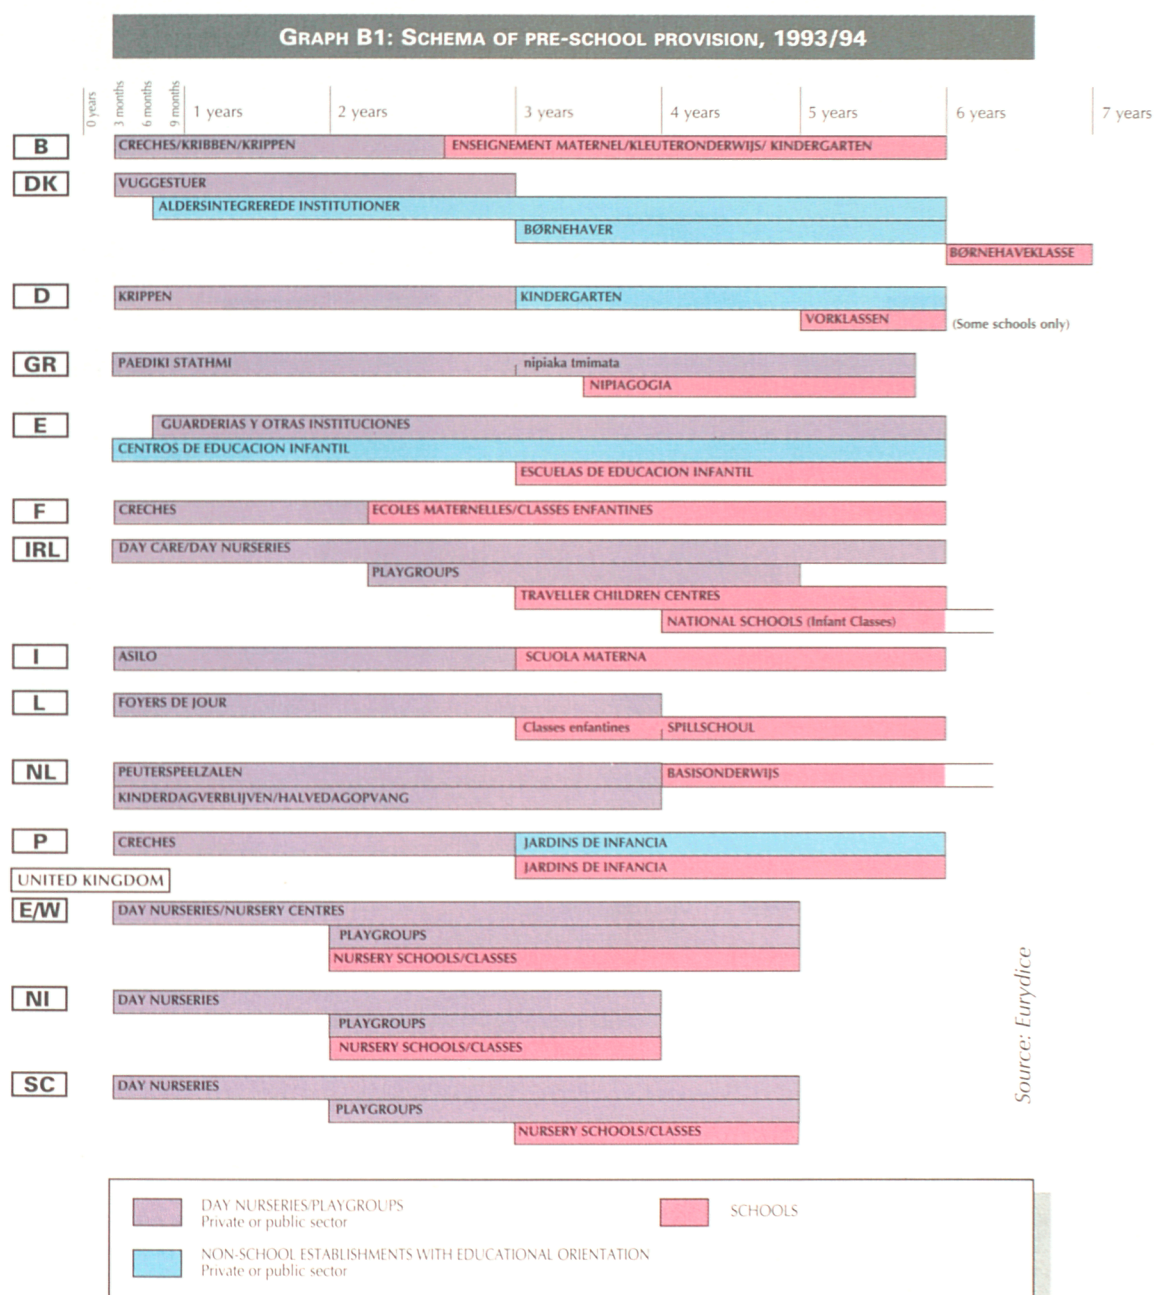 GRAPH B1: SCHEMA OF PRE-SCHOOL PROVISION, 1993/94
0 years 3 months 6 months 9 months 1 years 2 years 3 years 4 years 5 years 6 years 7 years
B CRECHES/KRIBBEN/KRIPPEN ENSEIGNEMENT MATERNEL/KLEUTERONDERWIJS/ KINDERGARTEN
DK VUGGESTUER
ALDERSINTEGREREDE INSTITUTIONER
BØRNEHAVER
BØRNEHAVEKLASSE
D KRIPPEN KINDERGARTEN
VORKLASSEN (Some schools only)
GR PAEDIKI STATHMI nipiaka tmimata
NIPIAGOGIA
E GUARDERIAS Y OTRAS INSTITUCIONES
CENTROS DE EDUCACION INFANTIL
ESCUELAS DE EDUCACION INFANTIL
F CRECHES ECOLES MATERNELLES/CLASSES ENFANTINES
IRL DAY CARE/DAY NURSERIES
PLAYGROUPS
TRAVELLER CHILDREN CENTRES
NATIONAL SCHOOLS (Infant Classes)
I ASILO SCUOLA MATERNA
L FOYERS DE JOUR
Classes enfantines SPILLSCHOUL
NL PEUTERSPEELZALEN BASISONDERWIJS
KINDERDAGVERBLIJVEN/HALVEDAGOPVANG
P CRECHES JARDINS DE INFANCIA
JARDINS DE INFANCIA
UNITED KINGDOM
E/W DAY NURSERIES/NURSERY CENTRES
PLAYGROUPS
NURSERY SCHOOLS/CLASSES
NI DAY NURSERIES
PLAYGROUPS
NURSERY SCHOOLS/CLASSES
SC DAY NURSERIES
PLAYGROUPS
NURSERY SCHOOLS/CLASSES
Source: Eurydice
DAY NURSERIES/PLAYGROUPS
Private or public sector
SCHOOLS
NON-SCHOOL ESTABLISHMENTS WITH EDUCATIONAL ORIENTATION
Private or public sector